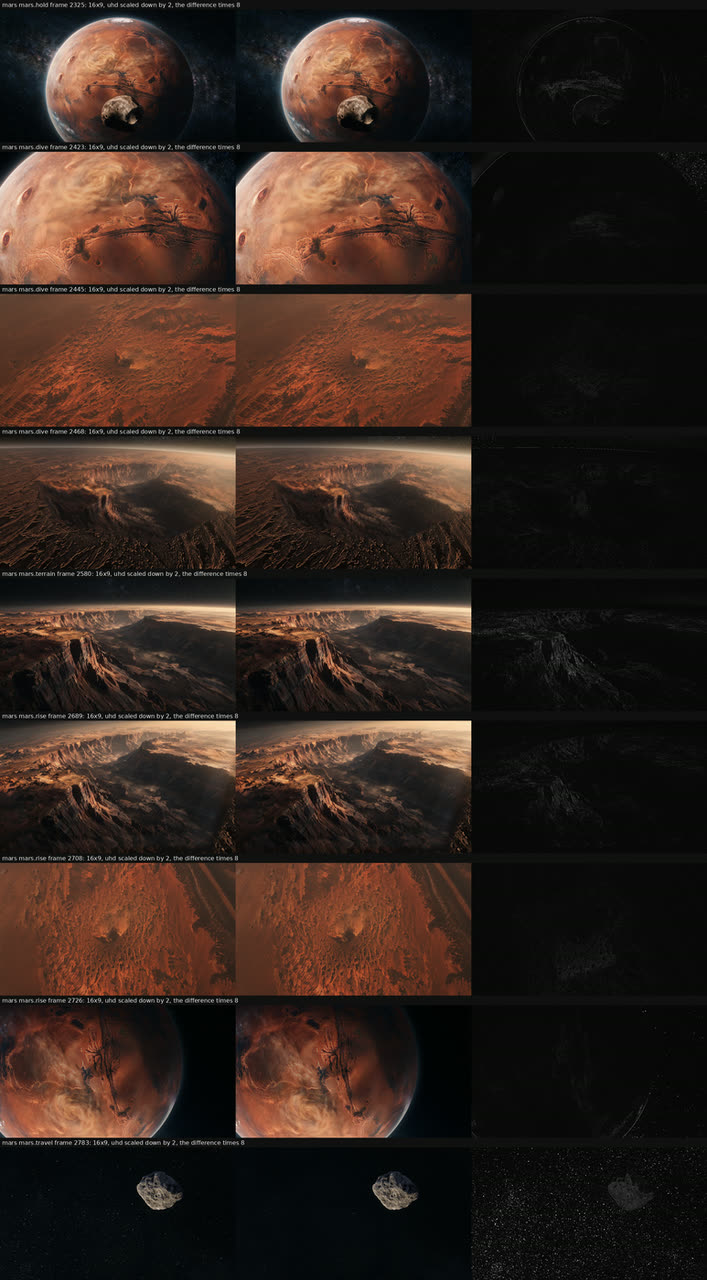 mars mars.hold 2325: 16x9, uhd scaled down by 2, the difference times 8
mars mars.dive frame 2423: 16x9, uhd scaled down by 2, the difference times 8
mars mars.dive frame 2445: 16x9, uhd scaled down by 2, the difference times 8
mars mars.dive frame 2468: 16x9, uhd scaled down by 2, the difference times 8
mars mars.terrain frame 2580: 16x9, uhd scaled down by 2, the difference times 8
mars mars.rise frame 2689: 16x9, uhd scaled down by 2, the difference times 8
mars mars.rise frame 2708: 16x9, uhd scaled down by 2, the difference times 8
mars mars.rise frame 2726: 16x9, uhd scaled down by 2, the difference times 8
mars mars.travel frame 2783: 16x9, uhd scaled down by 2, the difference times 8